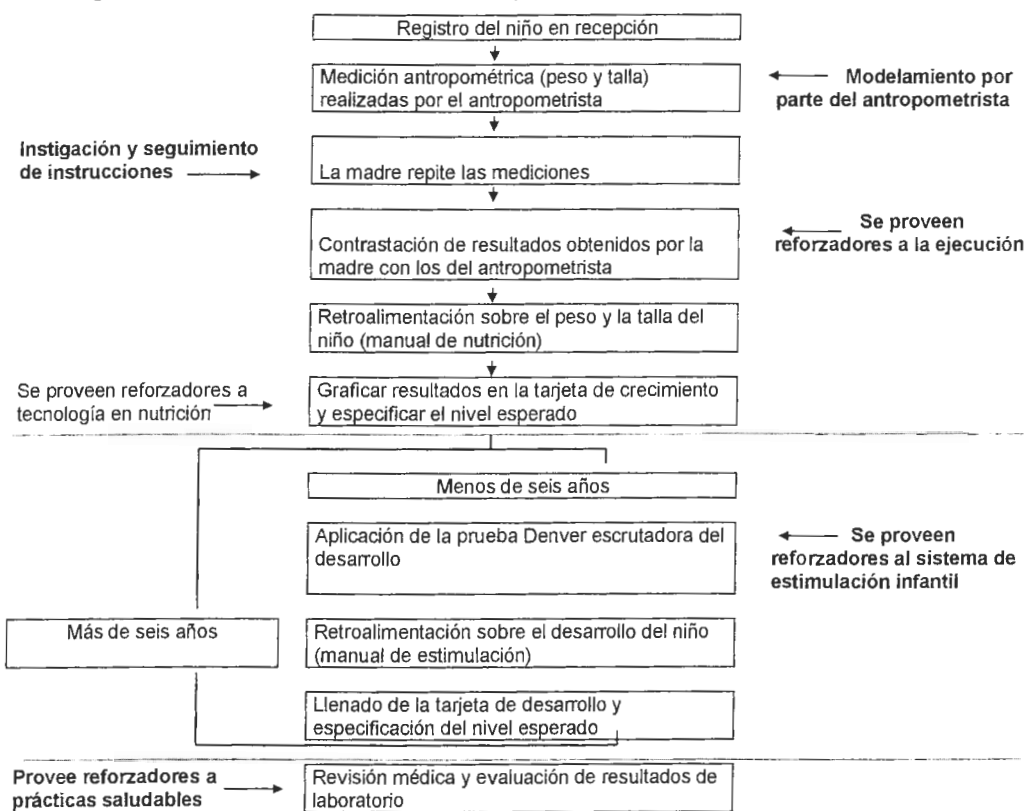 Registro del niño en recepción
Medición antropométrica (peso y talla)
realizadas por el antropometrista
Modelamiento por
parte del antropometrista
Instigación y seguimiento
de instrucciones
La madre repite las mediciones
Se proveen
reforzadores a la ejecución
Contrastación de resultados obtenidos por la
madre con los del antropometrista
Retroalimentación sobre el peso y la talla del
niño (manual de nutrición)
Se proveen reforzadores a
tecnología en nutrición
Graficar resultados en la tarjeta de crecimiento
y especificar el nivel esperado
Menos de seis años
Aplicación de la prueba Denver escrutadora del
desarrollo
Se proveen
reforzadores al sistema de
estimulación infantil
Más de seis años
Retroalimentación sobre el desarrollo del niño
(manual de estimulación)
Llenado de la tarjeta de desarrollo y
especificación del nivel esperado
Provee reforzadores a
prácticas saludables
Revisión médica y evaluación de resultados de
laboratorio